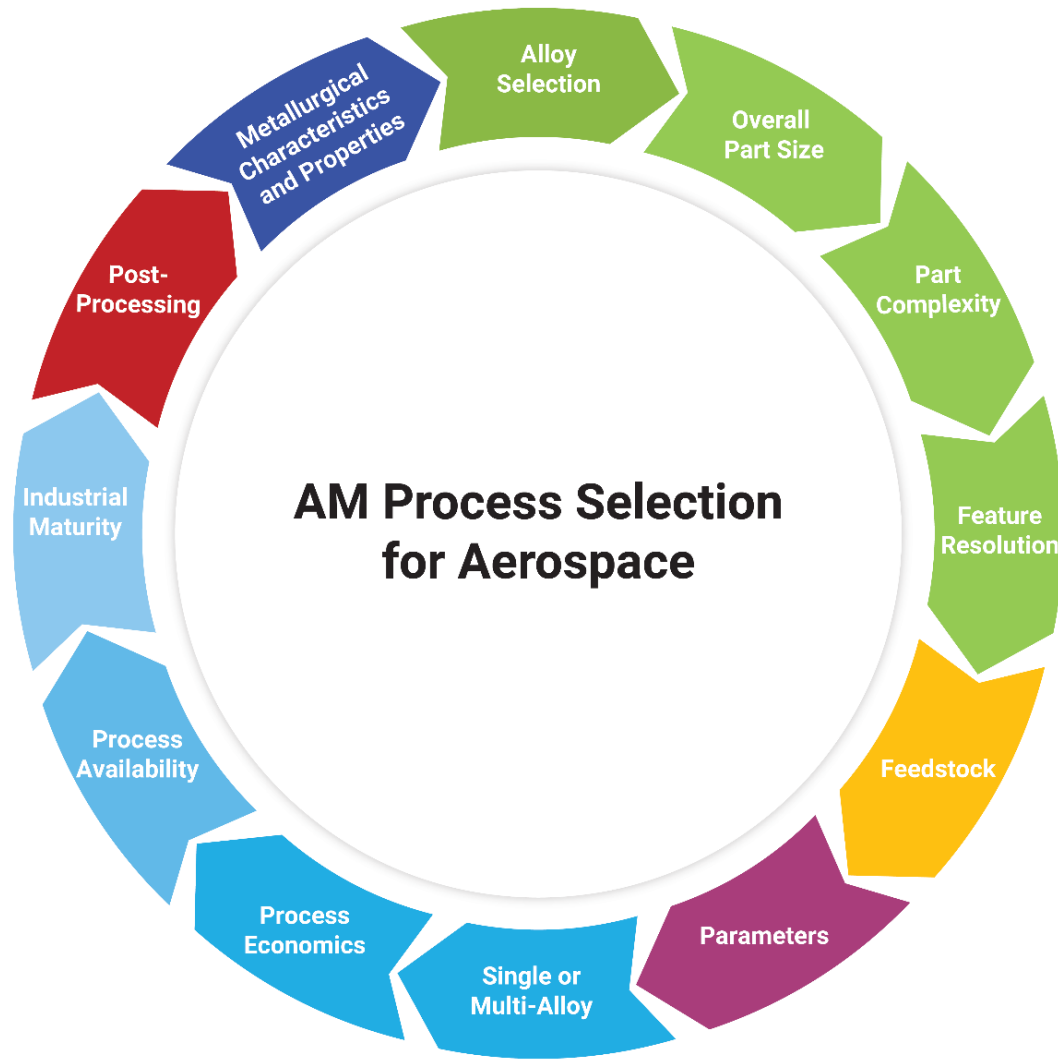 Alloy
Selection
Overall
Part Size
Part
Complexity
Feature
Resolution
Feedstock
Parameters
Single or
Multi-Alloy
Process
Economics
Process
Availability
Industrial
Maturity
Post-
Processing
Metallurgical
Characteristics
and Properties
AM Process Selection
for Aerospace